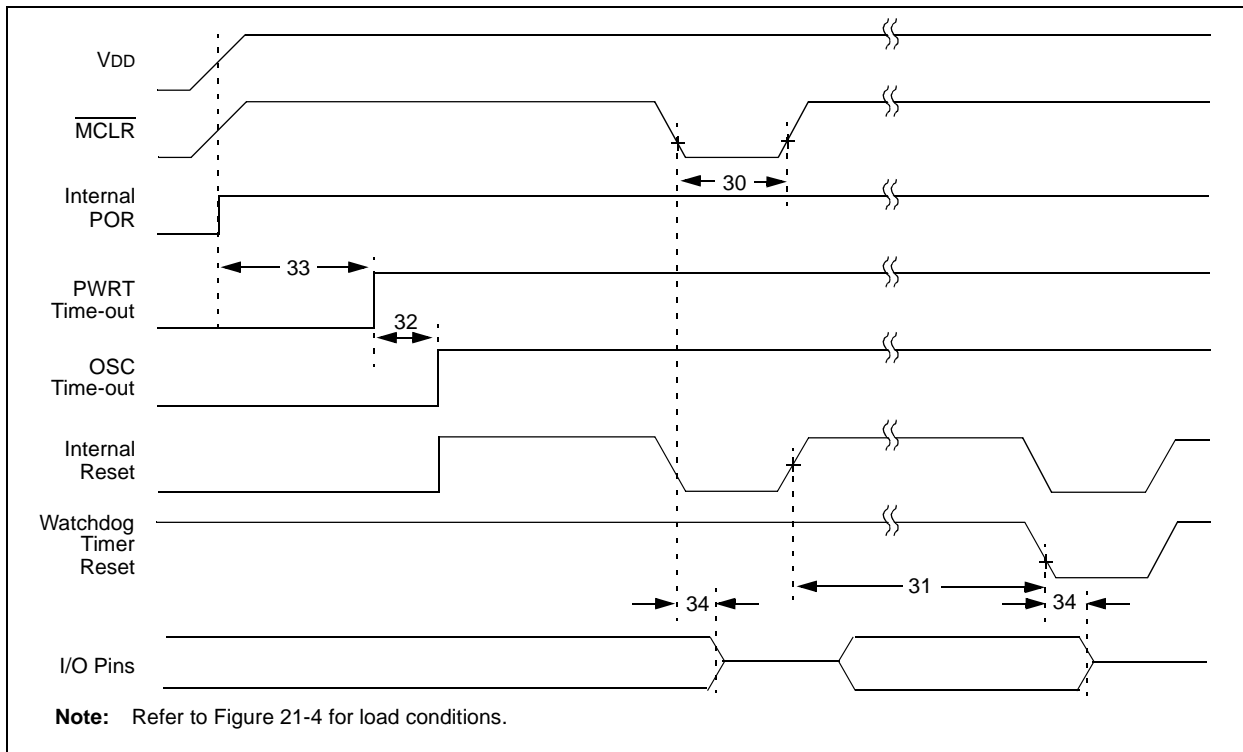 VDD
MCLR
30
Internal
POR
33
PWRT
Time-out
32
OSC
Time-out
Internal
Reset
Watchdog
Timer
Reset
31
34
34
I/O Pins
Note: Refer to Figure 21-4 for load conditions.